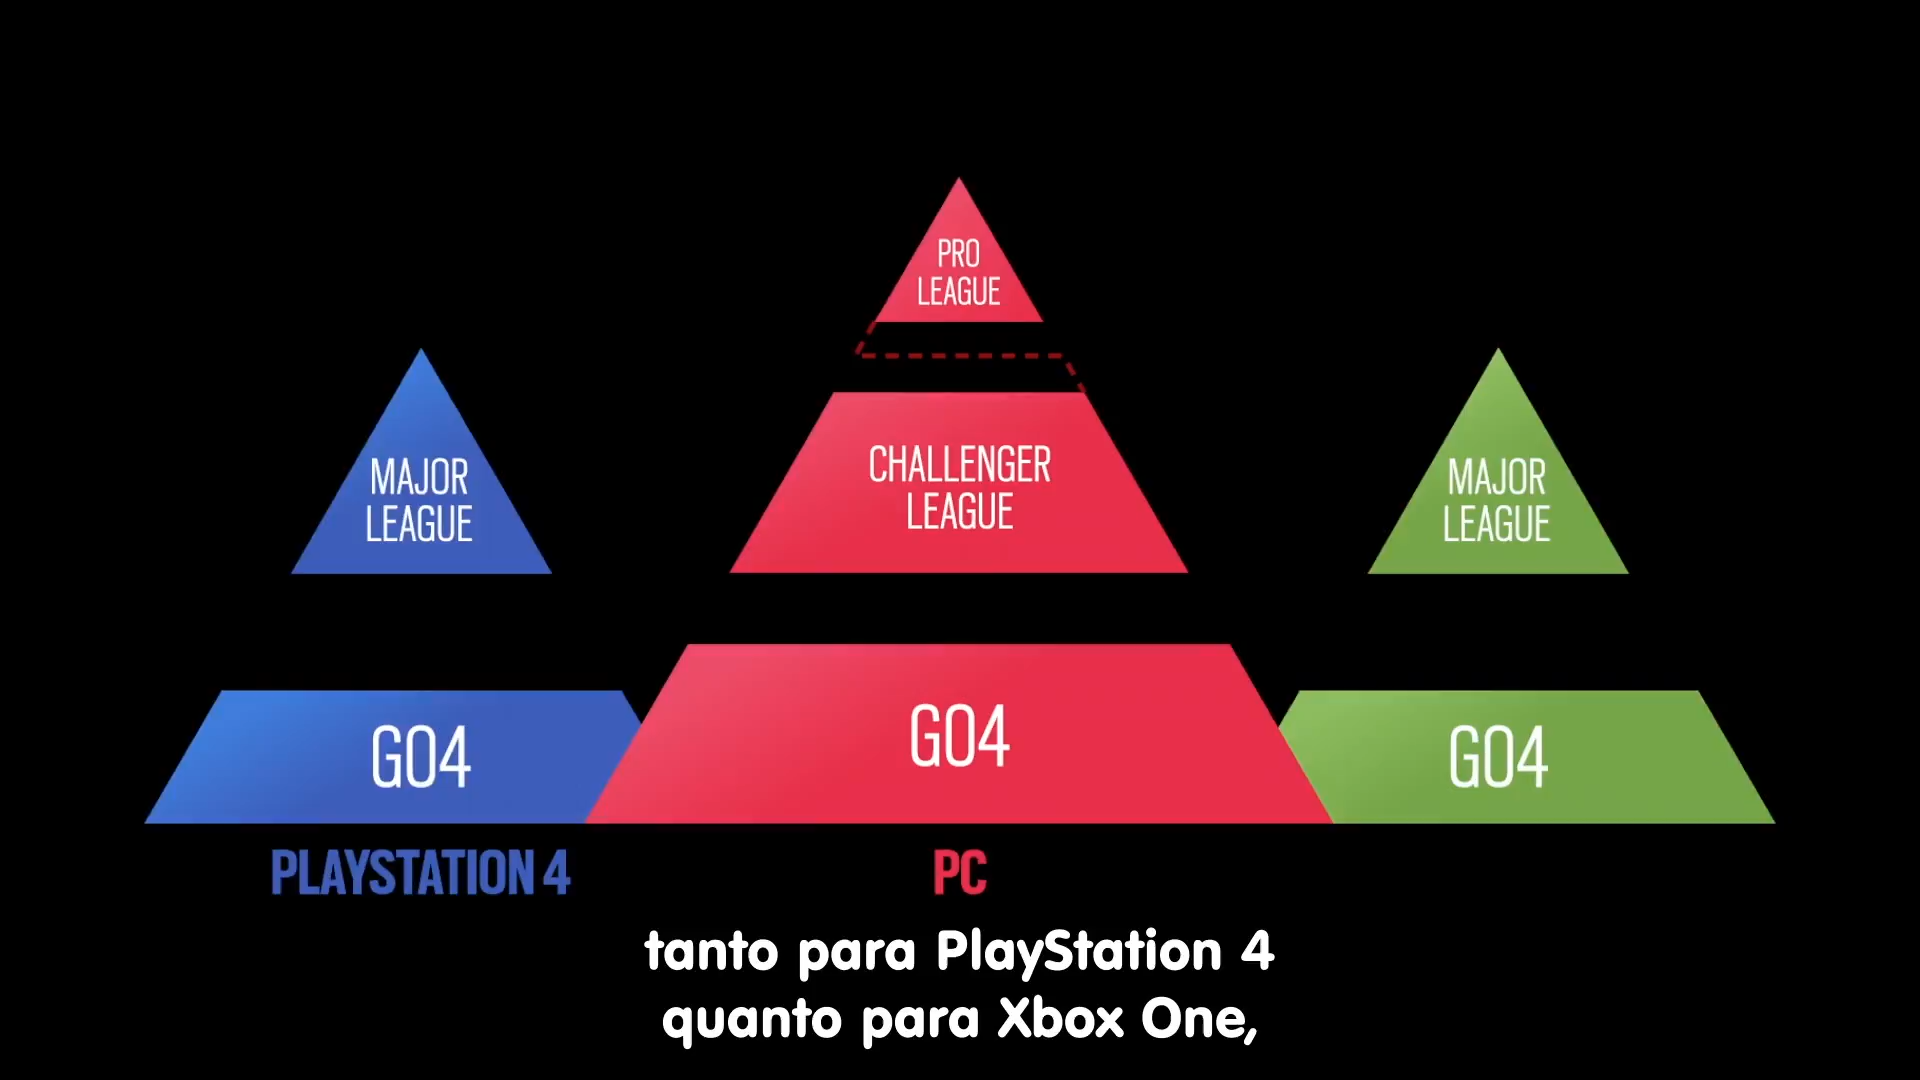 PRO
LEAGUE
MAJOR
LEAGUE
CHALLENGER
LEAGUE
MAJOR
LEAGUE
GO4
GO4
GO4
PLAYSTATION 4
PC
tanto para PlayStation 4
quanto para Xbox One,